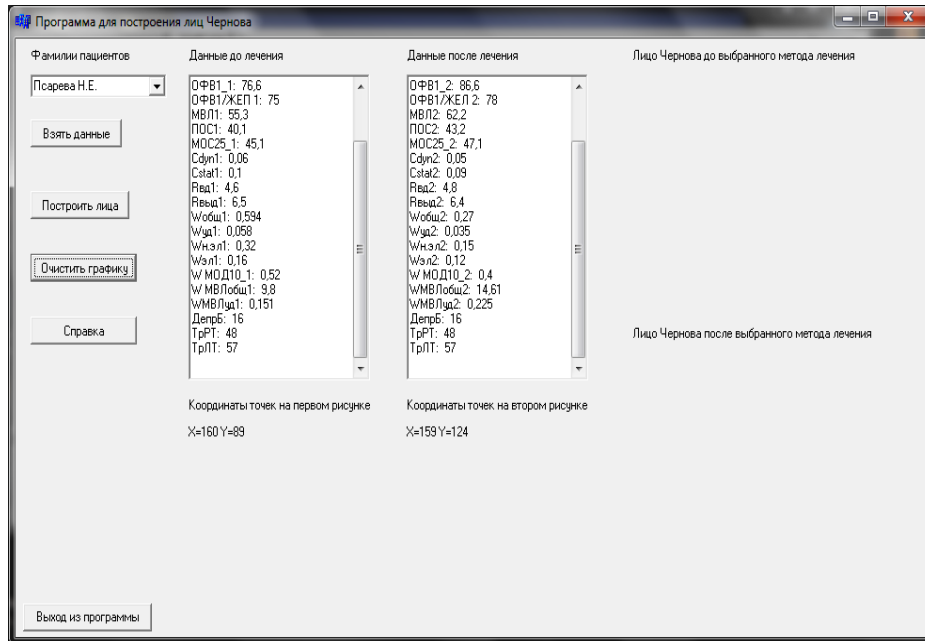 Программа для построения лиц Чернова
Фамилии пациентов
Псарева Н.Е.
Взять данные
Построить лица
Очистить графику
Справка
Выход из программы
Данные до лечения
ОФВ1_1: 76,6
ОФВ1/ЖЕП 1: 75
МВЛ1: 55,3
ПОС1: 40,1
МОС25_1: 45,1
Cdyn1: 0,06
Cstat1: 0,1
Rвд1: 4,6
Rвыд1: 6,5
Wобщ1: 0,594
Wуд1: 0,058
Wн.эл1: 0,32
Wэл1: 0,16
W МОД10_1: 0,52
W МВЛобщ1: 9,8
WМВЛуд1: 0,151
ДепрБ: 16
ТрРТ: 48
ТрЛТ: 57
Координаты точек на первом рисунке
X=160 Y=89
Данные после лечения
ОФВ1_2: 86,6
ОФВ1/ЖЕЛ 2: 78
МВЛ2: 62,2
ПОС2: 43,2
МОС25_2: 47,1
Cdyn2: 0,05
Cstat2: 0,09
Rвд2: 4,8
Rвыд2: 6,4
Wобщ2: 0,27
Wуд2: 0,035
Wн.эл2: 0,15
Wэл2: 0,12
W МОД10_2: 0,4
WМВЛобщ2: 14,61
WМВЛуд2: 0,225
ДепрБ: 16
ТрРТ: 48
ТрЛТ: 57
Координаты точек на втором рисунке
X=159 Y=124
Лицо Чернова до выбранного метода лечения
Лицо Чернова после выбранного метода лечения